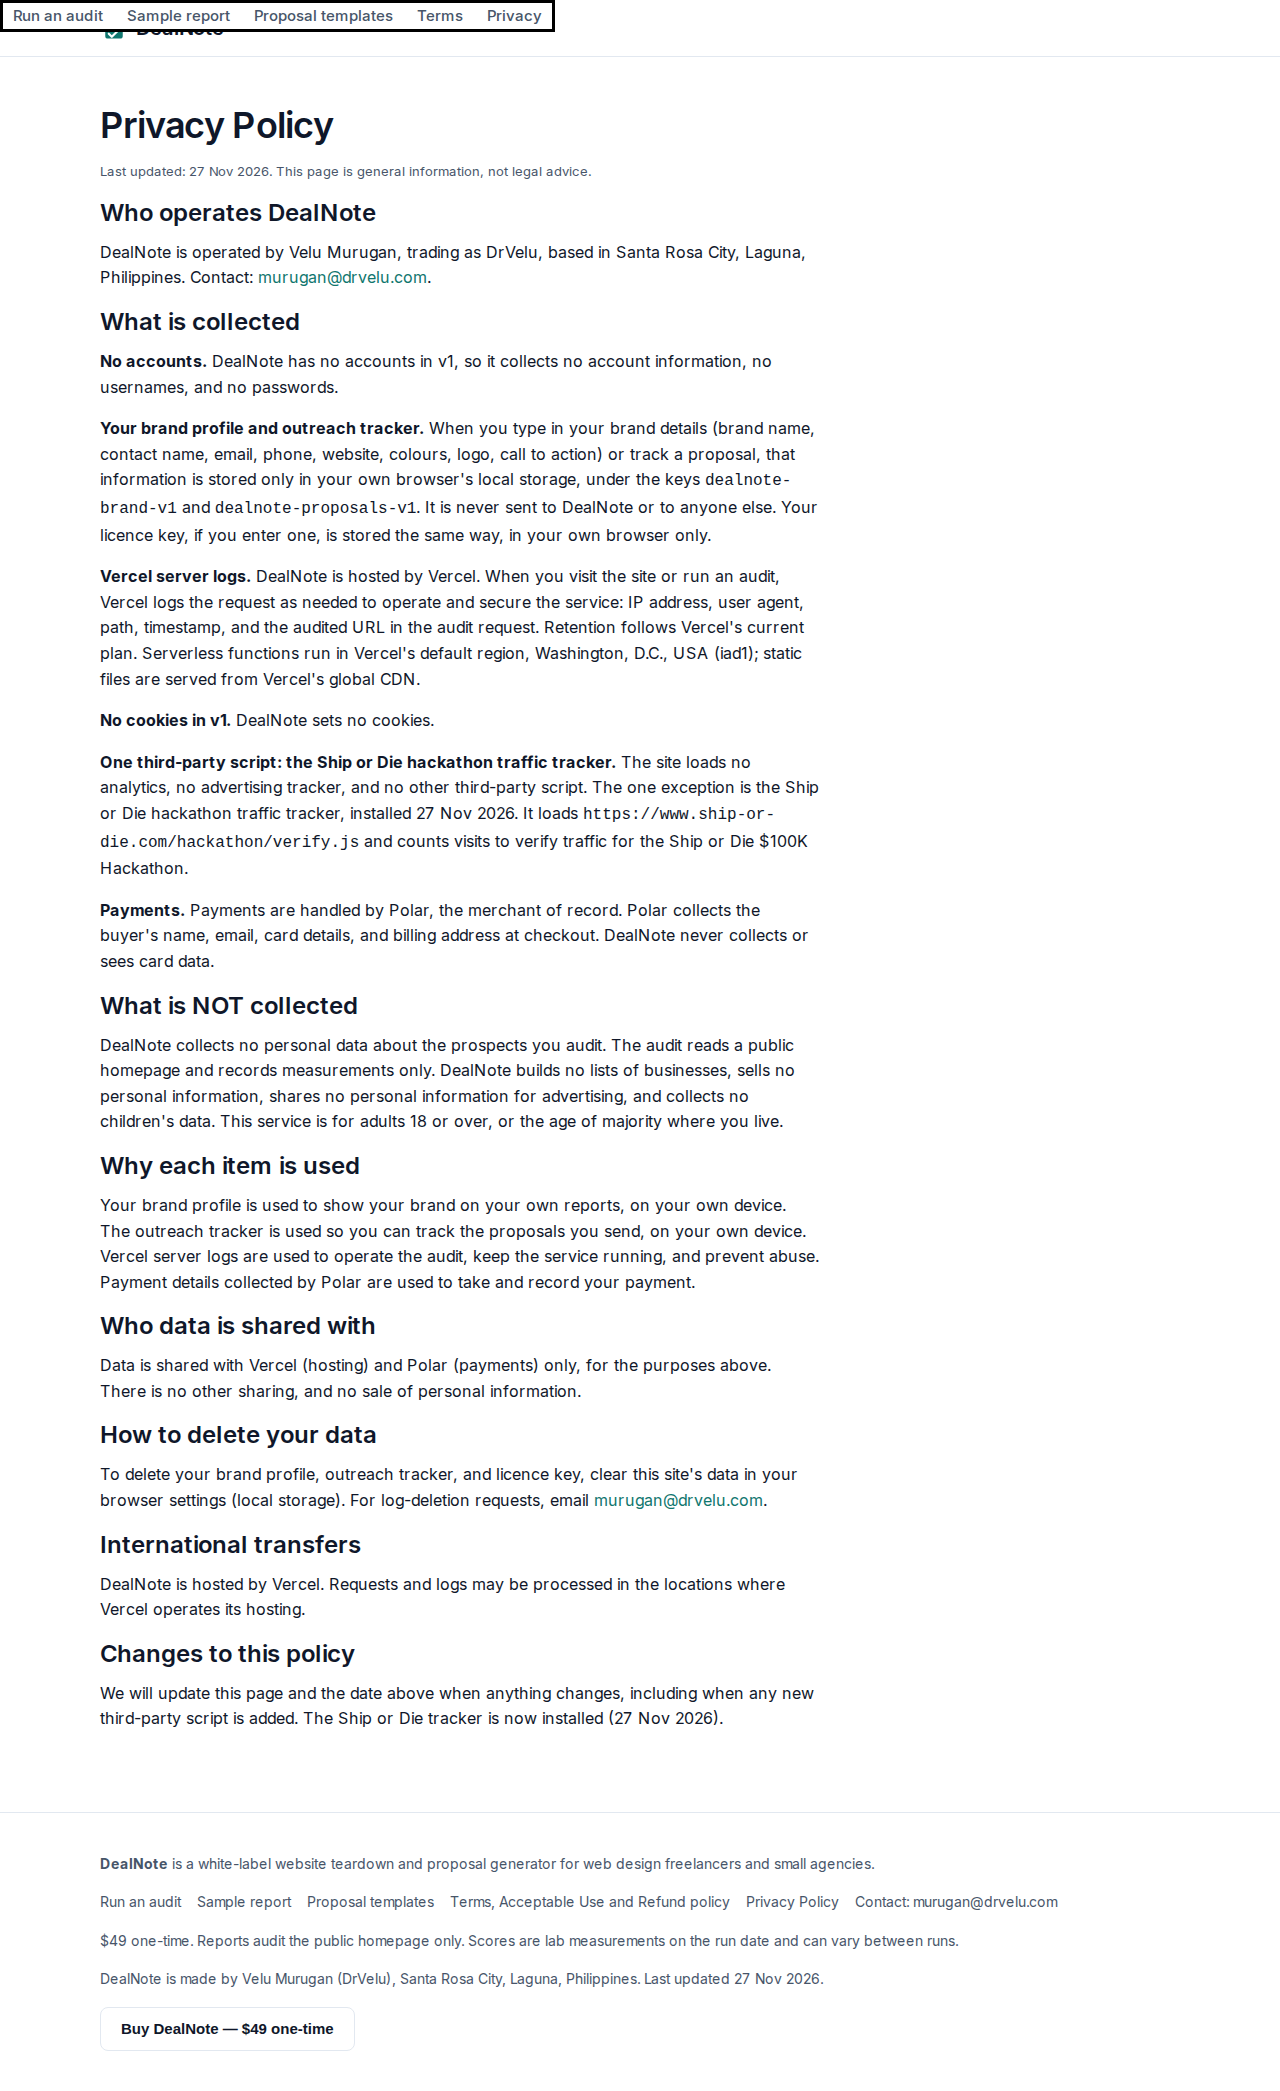 Run an audit Sample report Proposal templates Terms Privacy
Privacy Policy
Last updated: 27 Nov 2026. This page is general information, not legal advice.
Who operates DealNote
DealNote is operated by Velu Murugan, trading as DrVelu, based in Santa Rosa City, Laguna,
Philippines. Contact: murugan@drvelu.com.
What is collected
No accounts. DealNote has no accounts in v1, so it collects no account information, no
usernames, and no passwords.
Your brand profile and outreach tracker. When you type in your brand details (brand name,
contact name, email, phone, website, colours, logo, call to action) or track a proposal, that
information is stored only in your own browser's local storage, under the keys dealnote-
brand-v1 and dealnote-proposals-v1. It is never sent to DealNote or to anyone else. Your
licence key, if you enter one, is stored the same way, in your own browser only.
Vercel server logs. DealNote is hosted by Vercel. When you visit the site or run an audit,
Vercel logs the request as needed to operate and secure the service: IP address, user agent,
path, timestamp, and the audited URL in the audit request. Retention follows Vercel's current
plan. Serverless functions run in Vercel's default region, Washington, D.C., USA (iad1); static
files are served from Vercel's global CDN.
No cookies in v1. DealNote sets no cookies.
One third-party script: the Ship or Die hackathon traffic tracker. The site loads no
analytics, no advertising tracker, and no other third-party script. The one exception is the Ship
or Die hackathon traffic tracker, installed 27 Nov 2026. It loads https://www.ship-or-
die.com/hackathon/verify.js and counts visits to verify traffic for the Ship or Die $100K
Hackathon.
Payments. Payments are handled by Polar, the merchant of record. Polar collects the
buyer's name, email, card details, and billing address at checkout. DealNote never collects or
sees card data.
What is NOT collected
DealNote collects no personal data about the prospects you audit. The audit reads a public
homepage and records measurements only. DealNote builds no lists of businesses, sells no
personal information, shares no personal information for advertising, and collects no
children's data. This service is for adults 18 or over, or the age of majority where you live.
Why each item is used
Your brand profile is used to show your brand on your own reports, on your own device.
The outreach tracker is used so you can track the proposals you send, on your own device.
Vercel server logs are used to operate the audit, keep the service running, and prevent abuse.
Payment details collected by Polar are used to take and record your payment.
Who data is shared with
Data is shared with Vercel (hosting) and Polar (payments) only, for the purposes above.
There is no other sharing, and no sale of personal information.
How to delete your data
To delete your brand profile, outreach tracker, and licence key, clear this site's data in your
browser settings (local storage). For log-deletion requests, email murugan@drvelu.com.
International transfers
DealNote is hosted by Vercel. Requests and logs may be processed in the locations where
Vercel operates its hosting.
Changes to this policy
We will update this page and the date above when anything changes, including when any new
third-party script is added. The Ship or Die tracker is now installed (27 Nov 2026).
DealNote is a white-label website teardown and proposal generator for web design freelancers and small agencies.
Run an audit Sample report Proposal templates Terms, Acceptable Use and Refund policy Privacy Policy Contact: murugan@drvelu.com
$49 one-time. Reports audit the public homepage only. Scores are lab measurements on the run date and can vary between runs.
DealNote is made by Velu Murugan (DrVelu), Santa Rosa City, Laguna, Philippines. Last updated 27 Nov 2026.
Buy DealNote — $49 one-time